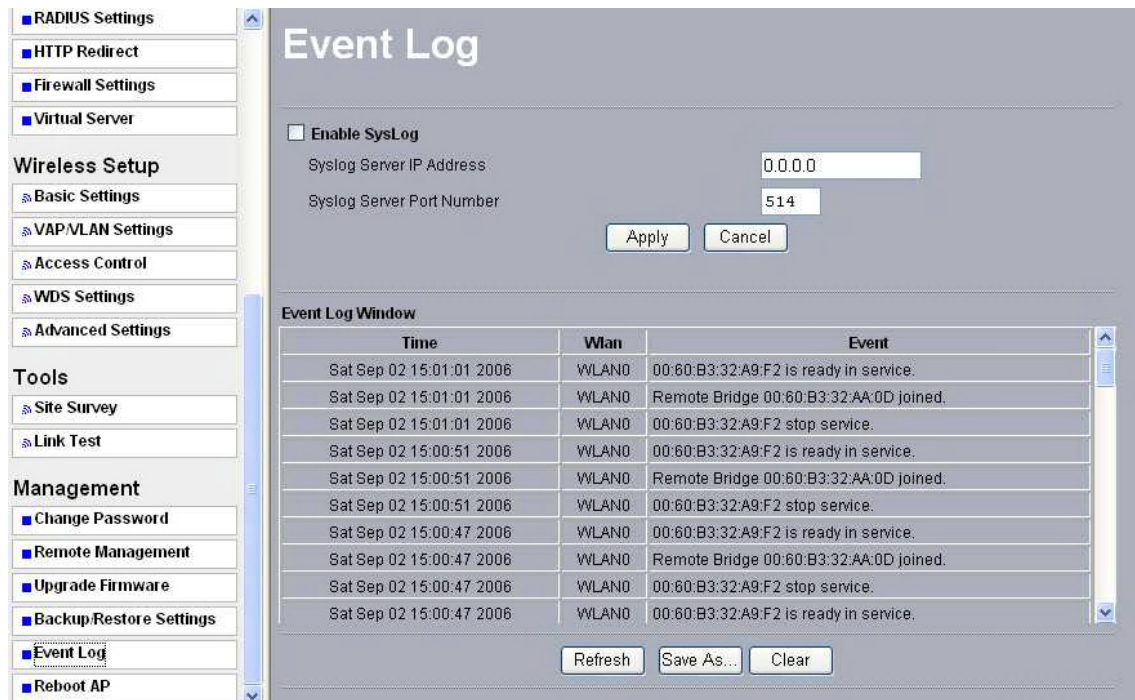 RADIUS Settings
HTTP Redirect
Firewall Settings
Virtual Server
Wireless Setup
Basic Settings
VAP/VLAN Settings
Access Control
WDS Settings
Advanced Settings
Tools
Site Survey
Link Test
Management
Change Password
Remote Management
Upgrade Firmware
Backup/Restore Settings
Event Log
Reboot AP
Event Log
Enable SysLog
Syslog Server IP Address 0.0.0.0
Syslog Server Port Number 514
Apply Cancel
Event Log Window
Time Wlan Event
Sat Sep 02 15:01:01 2006 WLAN0 00:60:B3:32:A9:F2 is ready in service.
Sat Sep 02 15:01:01 2006 WLAN0 Remote Bridge 00:60:B3:32:AA:0D joined.
Sat Sep 02 15:01:01 2006 WLAN0 00:60:B3:32:A9:F2 stop service.
Sat Sep 02 15:00:51 2006 WLAN0 00:60:B3:32:A9:F2 is ready in service.
Sat Sep 02 15:00:51 2006 WLAN0 Remote Bridge 00:60:B3:32:AA:0D joined.
Sat Sep 02 15:00:51 2006 WLAN0 00:60:B3:32:A9:F2 stop service.
Sat Sep 02 15:00:47 2006 WLAN0 00:60:B3:32:A9:F2 is ready in service.
Sat Sep 02 15:00:47 2006 WLAN0 Remote Bridge 00:60:B3:32:AA:0D joined.
Sat Sep 02 15:00:47 2006 WLAN0 00:60:B3:32:A9:F2 stop service.
Sat Sep 02 15:00:47 2006 WLAN0 00:60:B3:32:A9:F2 is ready in service.
Refresh Save As... Clear